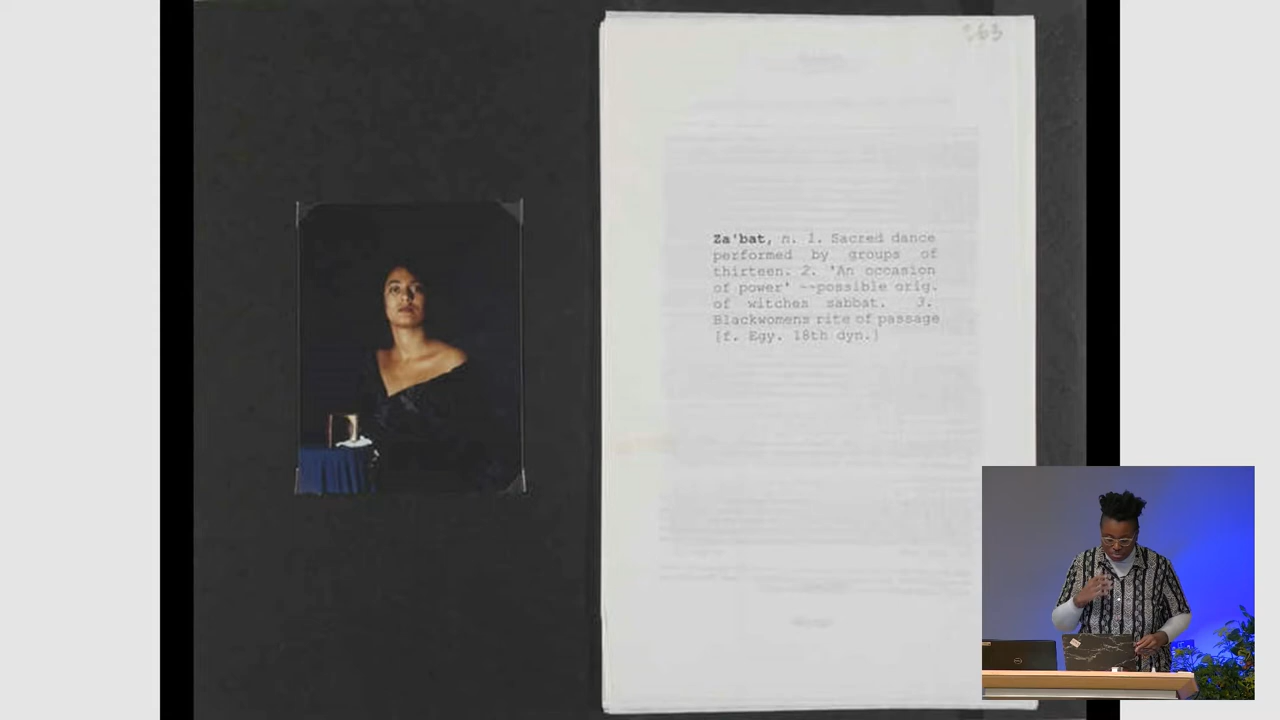 Za'bat, n. 1. Sacred dance
performed by groups of
thirteen. 2. 'An occasion
of power' --possible orig.
of witches sabbat. 3.
Blackwomens rite of passage
[f. Egy. 18th dyn.]